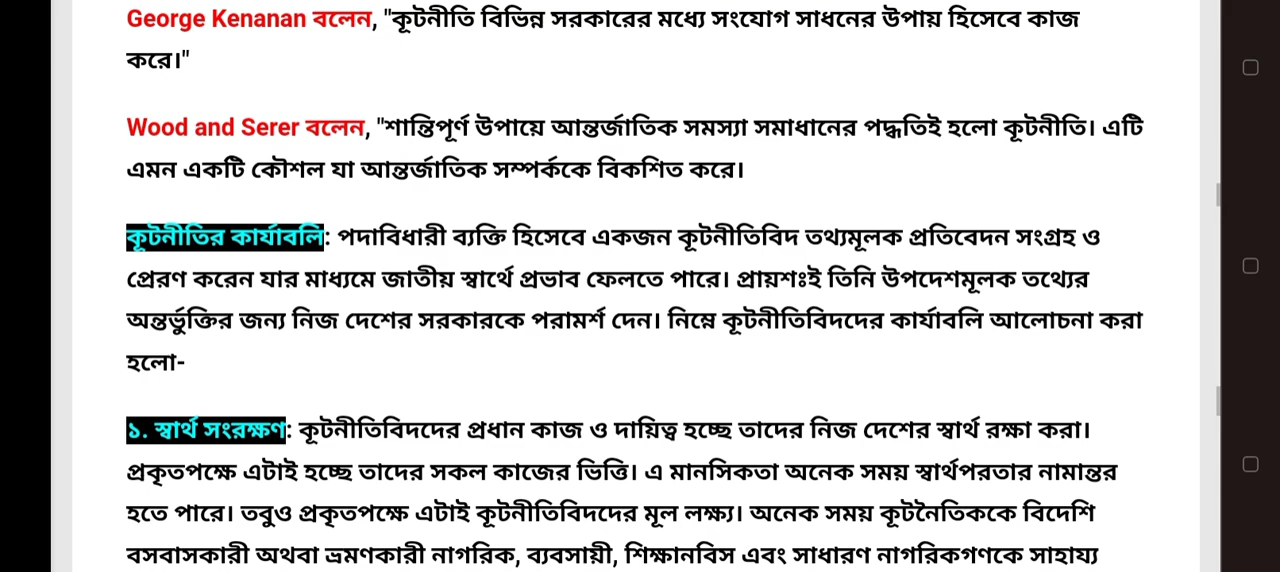 George Kenanan বলেন, "কূটনীতি বিভিন্ন সরকারের মধ্যে সংযোগ সাধনের উপায় হিসেবে কাজ
করে।"
Wood and Serer বলেন, "শান্তিপূর্ণ উপায়ে আন্তর্জাতিক সমস্যা সমাধানের পদ্ধতিই হলো কূটনীতি। এটি
এমন একটি কৌশল যা আন্তর্জাতিক সম্পর্ককে বিকশিত করে।
কূটনীতির কার্যাবলি: পদাবিধারী ব্যক্তি হিসেবে একজন কূটনীতিবিদ তথ্যমূলক প্রতিবেদন সংগ্রহ ও
প্রেরণ করেন যার মাধ্যমে জাতীয় স্বার্থে প্রভাব ফেলতে পারে। প্রায়শঃই তিনি উপদেশমূলক তথ্যের
অন্তর্ভুক্তির জন্য নিজ দেশের সরকারকে পরামর্শ দেন। নিম্নে কূটনীতিবিদদের কার্যাবলি আলোচনা করা
হলো-
১. স্বার্থ সংরক্ষণ: কূটনীতিবিদদের প্রধান কাজ ও দায়িত্ব হচ্ছে তাদের নিজ দেশের স্বার্থ রক্ষা করা।
প্রকৃতপক্ষে এটাই হচ্ছে তাদের সকল কাজের ভিত্তি। এ মানসিকতা অনেক সময় স্বার্থপরতার নামান্তর
হতে পারে। তবুও প্রকৃতপক্ষে এটাই কূটনীতিবিদদের মূল লক্ষ্য। অনেক সময় কূটনৈতিককে বিদেশি
বসবাসকারী অথবা ভ্রমণকারী নাগরিক, ব্যবসায়ী, শিক্ষানবিস এবং সাধারণ নাগরিকগণকে সাহায্য